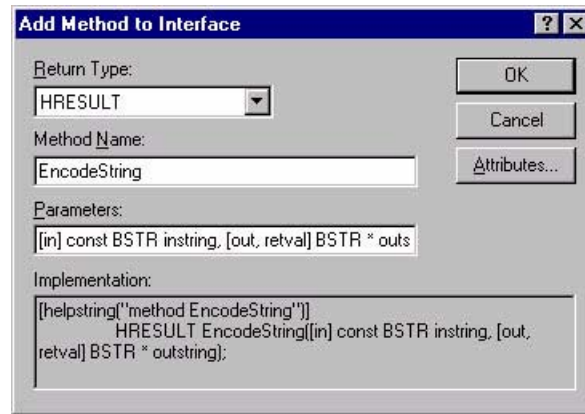 Add Method to Interface
Return Type:
HRESULT
OK
Cancel
Attributes...
Method Name:
EncodeString
Parameters:
[in] const BSTR instring, [out, retval] BSTR * outs
Implementation:
[helpstring("method EncodeString")]
HRESULT EncodeString([in] const BSTR instring, [out,
retval] BSTR * outstring);